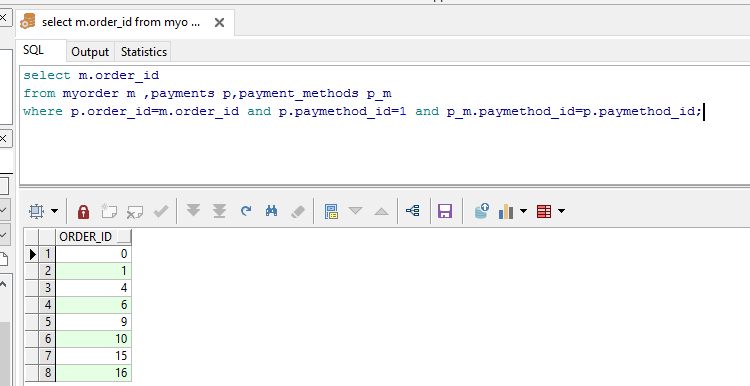 select m.order_id from myo ...
SQL Output Statistics
select m.order_id
from myorder m ,payments p,payment_methods p_m
where p.order_id=m.order_id and p.paymethod_id=1 and p_m.paymethod_id=p.paymethod_id;
ORDER_ID
1 0
2 1
3 4
4 6
5 9
6 10
7 15
8 16